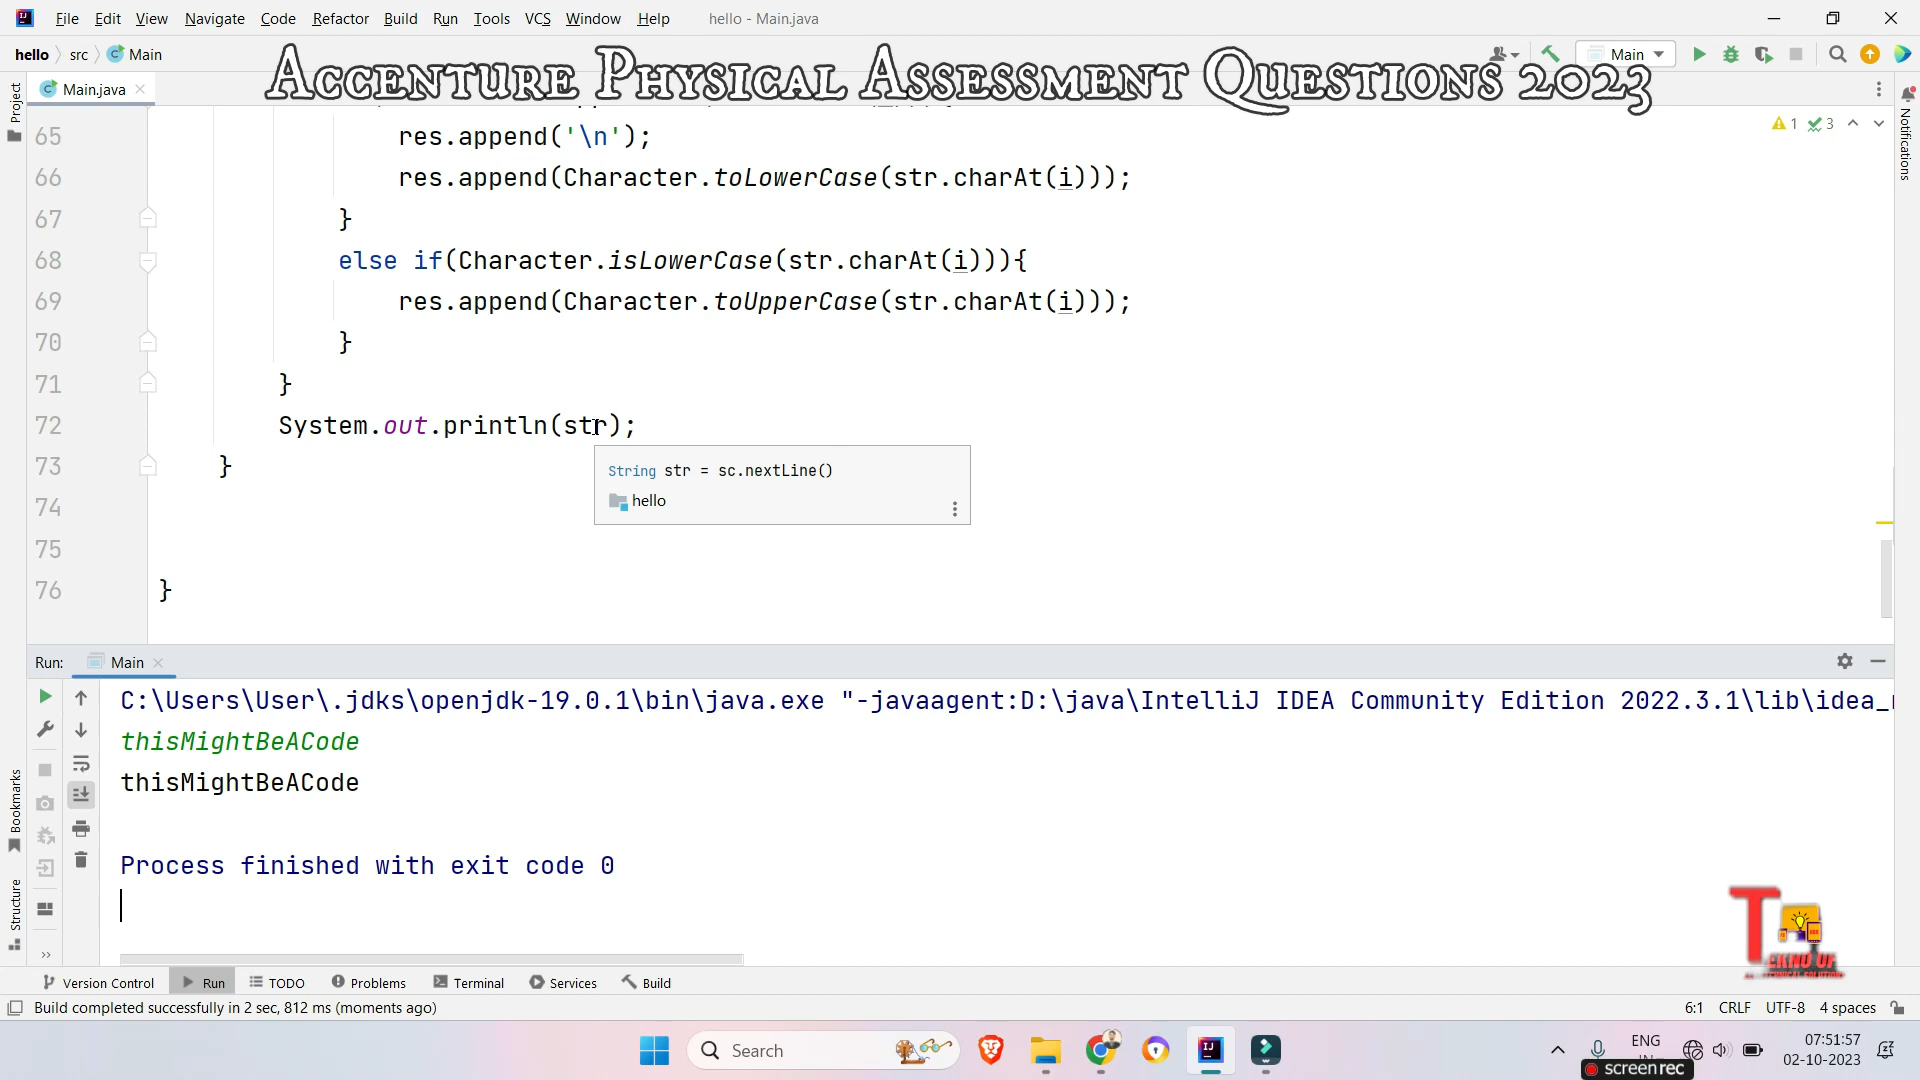 File Edit View Navigate Code Refactor Build Run Tools VCS Window Help hello - Main.java
hello src Main
Main
Accenture Physical Assessment Questions 2023
Main.java
Project
Notifications
1 3
65 res.append('\n');
66 res.append(Character.toLowerCase(str.charAt(i)));
67 }
68 else if(Character.isLowerCase(str.charAt(i))){
69 res.append(Character.toUpperCase(str.charAt(i)));
70 }
71 }
72 System.out.println(str);
73 }
String str = sc.nextLine()
hello
74
75
76 }
Run: Main
C:\Users\User\.jdks\openjdk-19.0.1\bin\java.exe "-javaagent:D:\java\IntelliJ IDEA Community Edition 2022.3.1\lib\idea_
thisMightBeACode
thisMightBeACode
Process finished with exit code 0
Bookmarks
Structure
Version Control Run TODO Problems Terminal Services Build
Build completed successfully in 2 sec, 812 ms (moments ago)
6:1 CRLF UTF-8 4 spaces
Search
ENG
07:51:57
02-10-2023
screenrec